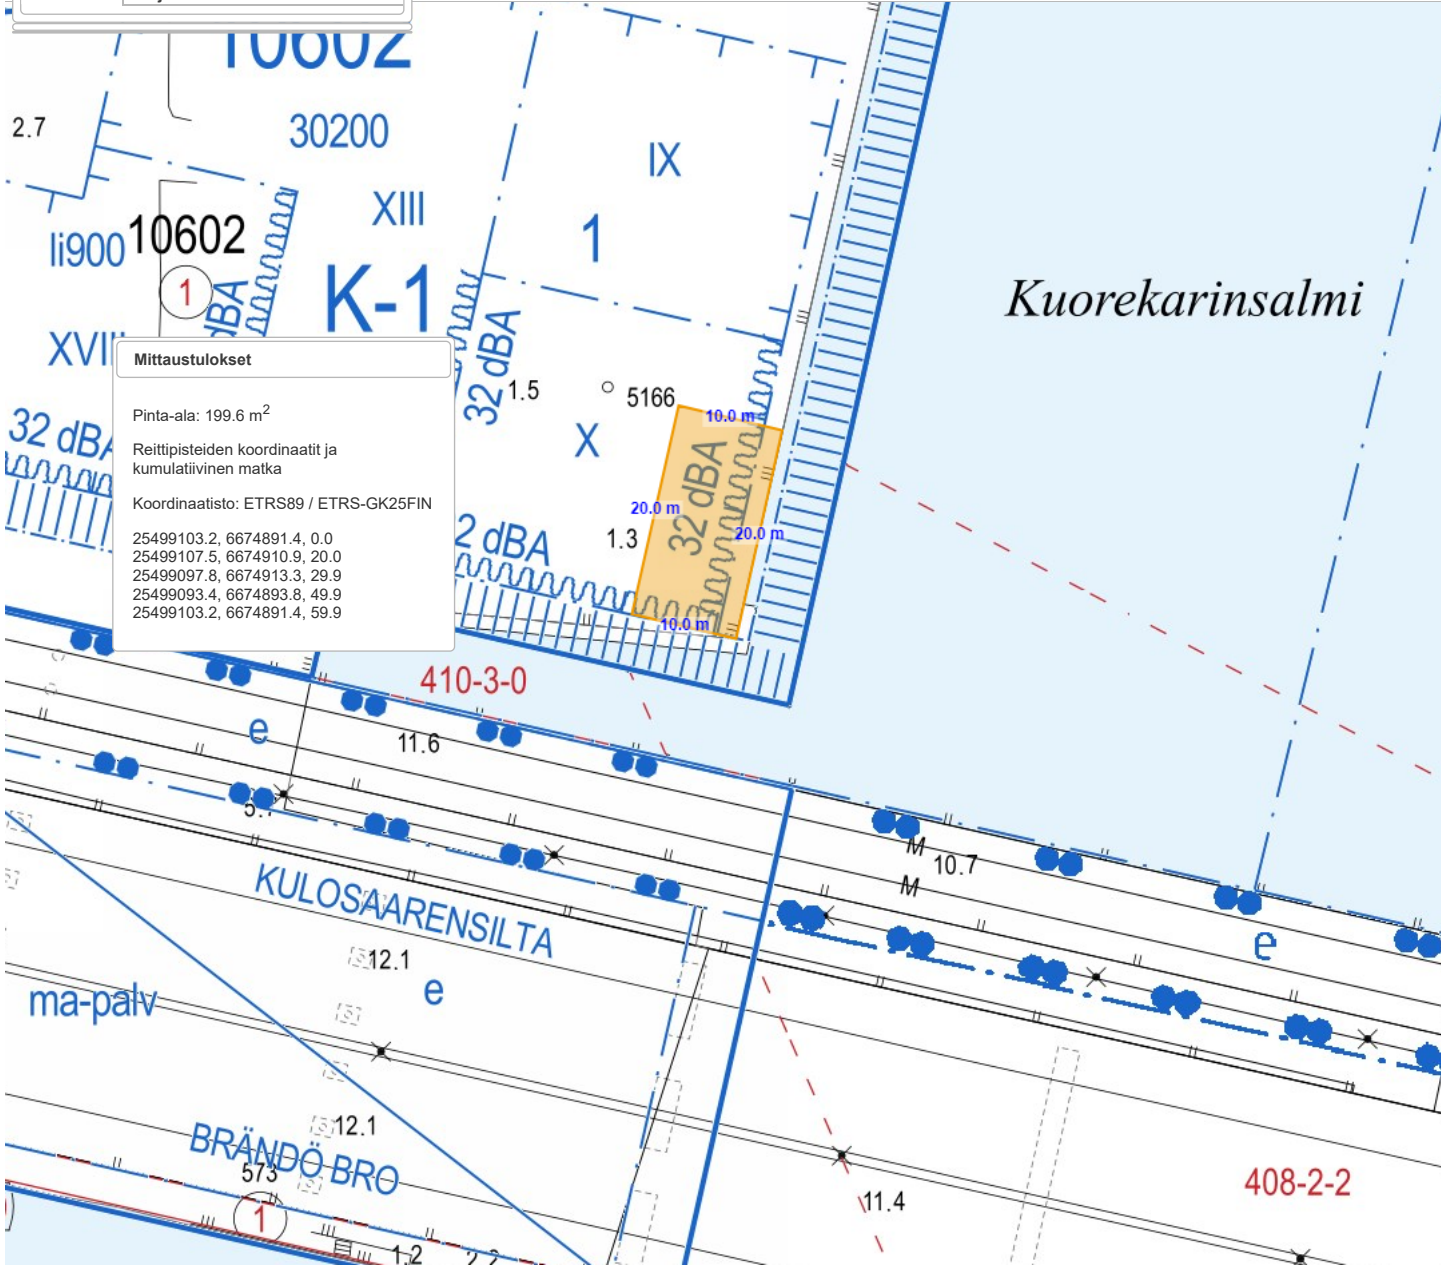 10602
30200
2.7
IX
XIII
1
li900
10602
1
dBA
K-1
Kuorekarinsalmi
32 dBA
1.5
5166
X
10.0 m
32 dBA
20.0 m
20.0 m
1.3
32 dBA
2 dBA
10.0 m
Mittaustulokset
Pinta-ala: 199.6 m²
Reittipisteiden koordinaatit ja
kumulatiivinen matka
Koordinaatisto: ETRS89 / ETRS-GK25FIN
25499103.2, 6674891.4, 0.0
25499107.5, 6674910.9, 20.0
25499097.8, 6674913.3, 29.9
25499093.4, 6674893.8, 49.9
25499103.2, 6674891.4, 59.9
410-3-0
e
11.6
M
10.7
M
KULOSAARENSILTA
e
12.1
e
ma-palv
12.1
BRÄNDÖ BRO
573
1
408-2-2
11.4
1.2